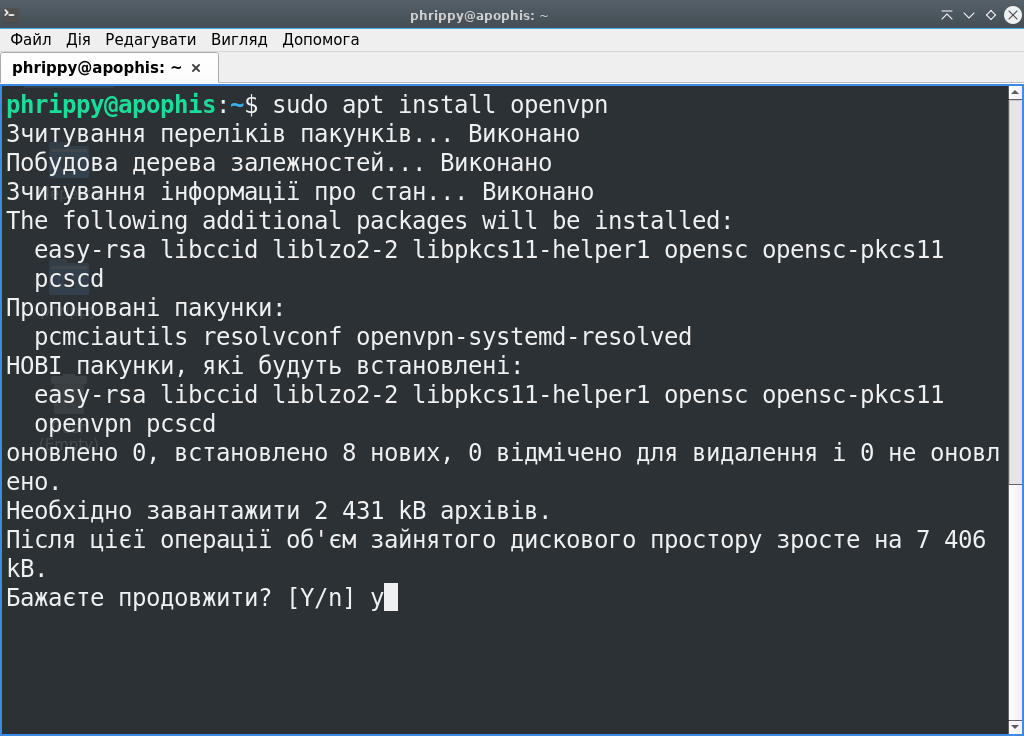 phrippy@apophis: ~
Файл Дія Редагувати Вигляд Допомога
phrippy@apophis: ~ ×
phrippy@apophis:~$ sudo apt install openvpn
Зчитування переліків пакунків... Виконано
Побудова дерева залежностей... Виконано
Зчитування інформації про стан... Виконано
The following additional packages will be installed:
  easy-rsa libccid liblzo2-2 libpkcs11-helper1 opensc opensc-pkcs11
  pcscd
Пропоновані пакунки:
  pcmciautils resolvconf openvpn-systemd-resolved
НОВІ пакунки, які будуть встановлені:
  easy-rsa libccid liblzo2-2 libpkcs11-helper1 opensc opensc-pkcs11
  openvpn pcscd
(Empty)
оновлено 0, встановлено 8 нових, 0 відмічено для видалення і 0 не оновл
ено.
Необхідно завантажити 2 431 kB архівів.
Після цієї операції об'єм зайнятого дискового простору зросте на 7 406
kB.
Бажаєте продовжити? [Y/n] y